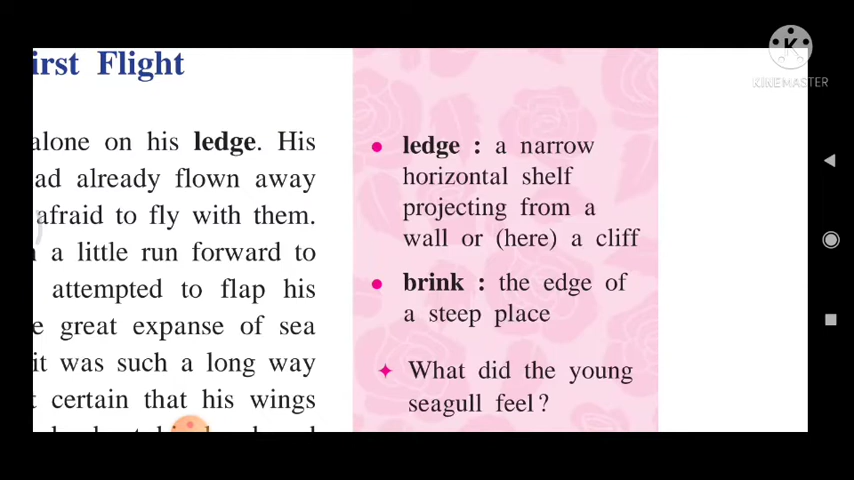 irst Flight
alone on his ledge. His
ad already flown away
afraid to fly with them.
a little run forward to
attempted to flap his
great expanse of sea
it was such a long way
certain that his wings
ledge : a narrow
horizontal shelf
projecting from a
wall or (here) a cliff
brink : the edge of
a steep place
What did the young
seagull feel?
K
KINEMASTER